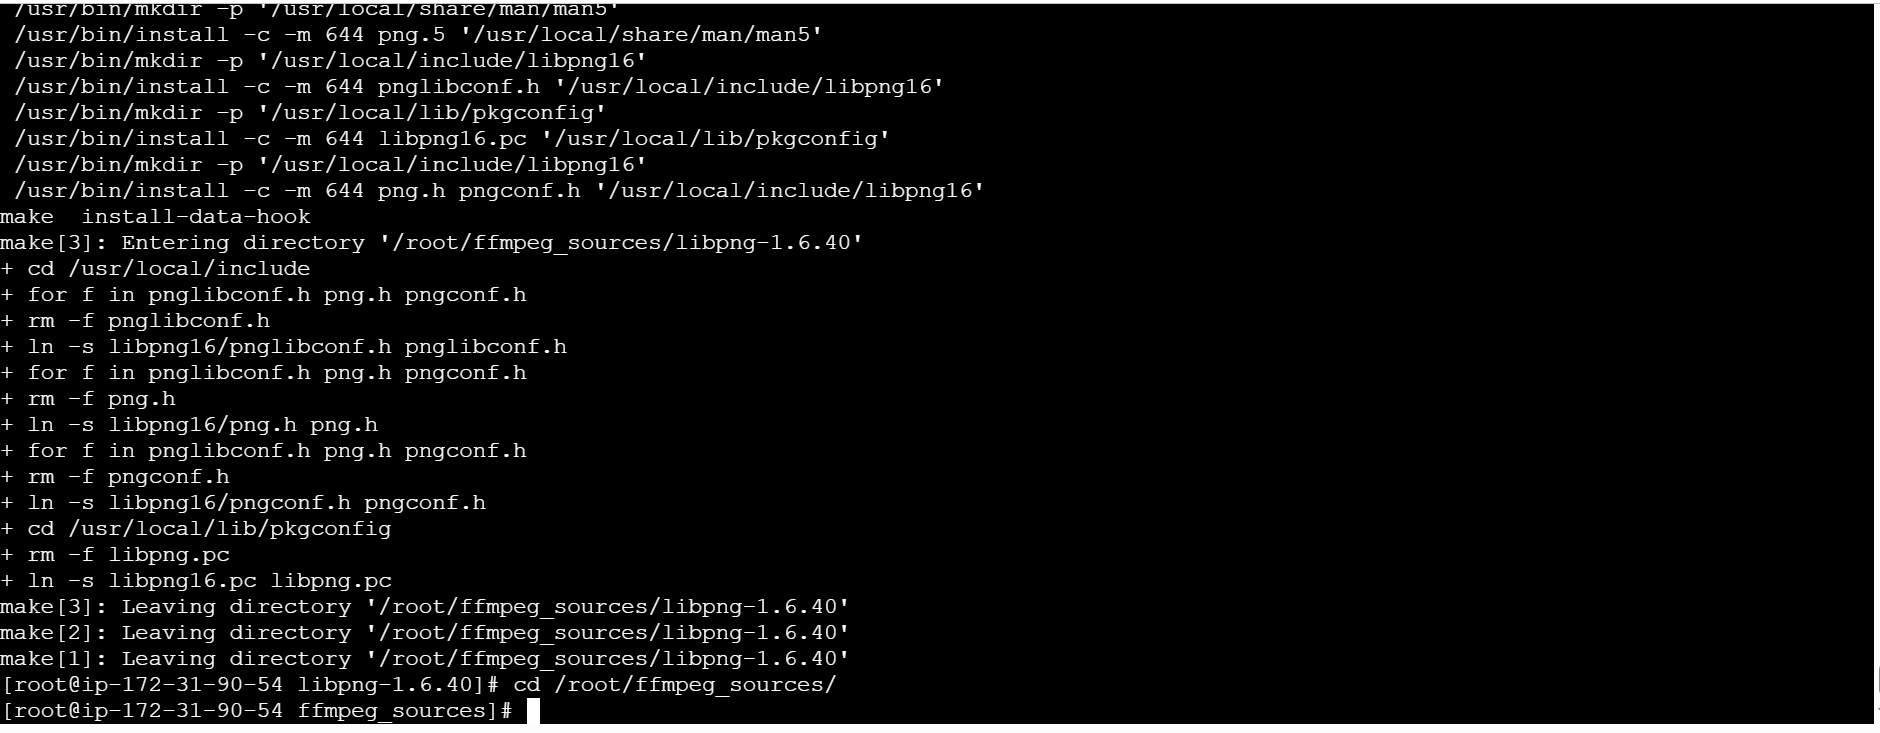 /usr/bin/mkdir -p '/usr/local/share/man/man5'
/usr/bin/install -c -m 644 png.5 '/usr/local/share/man/man5'
/usr/bin/mkdir -p '/usr/local/include/libpng16'
/usr/bin/install -c -m 644 pnglibconf.h '/usr/local/include/libpng16'
/usr/bin/mkdir -p '/usr/local/lib/pkgconfig'
/usr/bin/install -c -m 644 libpng16.pc '/usr/local/lib/pkgconfig'
/usr/bin/mkdir -p '/usr/local/include/libpng16'
/usr/bin/install -c -m 644 png.h pngconf.h '/usr/local/include/libpng16'
make  install-data-hook
make[3]: Entering directory '/root/ffmpeg_sources/libpng-1.6.40'
+ cd /usr/local/include
+ for f in pnglibconf.h png.h pngconf.h
+ rm -f pnglibconf.h
+ ln -s libpng16/pnglibconf.h pnglibconf.h
+ for f in pnglibconf.h png.h pngconf.h
+ rm -f png.h
+ ln -s libpng16/png.h png.h
+ for f in pnglibconf.h png.h pngconf.h
+ rm -f pngconf.h
+ ln -s libpng16/pngconf.h pngconf.h
+ cd /usr/local/lib/pkgconfig
+ rm -f libpng.pc
+ ln -s libpng16.pc libpng.pc
make[3]: Leaving directory '/root/ffmpeg_sources/libpng-1.6.40'
make[2]: Leaving directory '/root/ffmpeg_sources/libpng-1.6.40'
make[1]: Leaving directory '/root/ffmpeg_sources/libpng-1.6.40'
[root@ip-172-31-90-54 libpng-1.6.40]# cd /root/ffmpeg_sources/
[root@ip-172-31-90-54 ffmpeg_sources]#